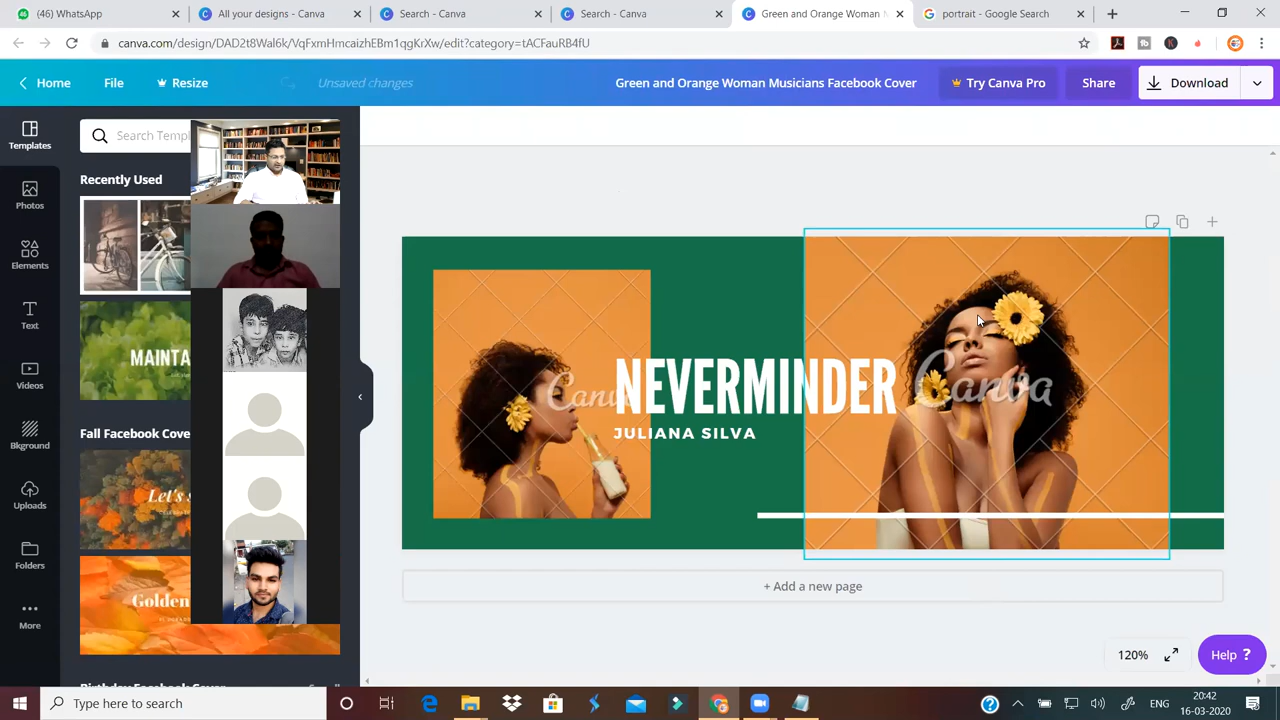 (46) WhatsApp
All your designs - Canva
Search - Canva
Search - Canva
Green and Orange Woman M
portrait - Google Search
canva.com/design/DAD2t8Wal6k/VqFxmHmcaizhEBm1qgKrXw/edit?category=tACFauRB4fU
Home
File
Resize
Unsaved changes
Green and Orange Woman Musicians Facebook Cover
Try Canva Pro
Share
Download
Templates
Photos
Elements
Text
Videos
Bkground
Uploads
Folders
More
Search Templ
Recently Used
MAINTA
Fall Facebook Cove
Let's s
Golden
Canva
Canva
NEVERMINDER
JULIANA SILVA
+ Add a new page
120%
Help ?
Type here to search
ENG
20:42
16-03-2020